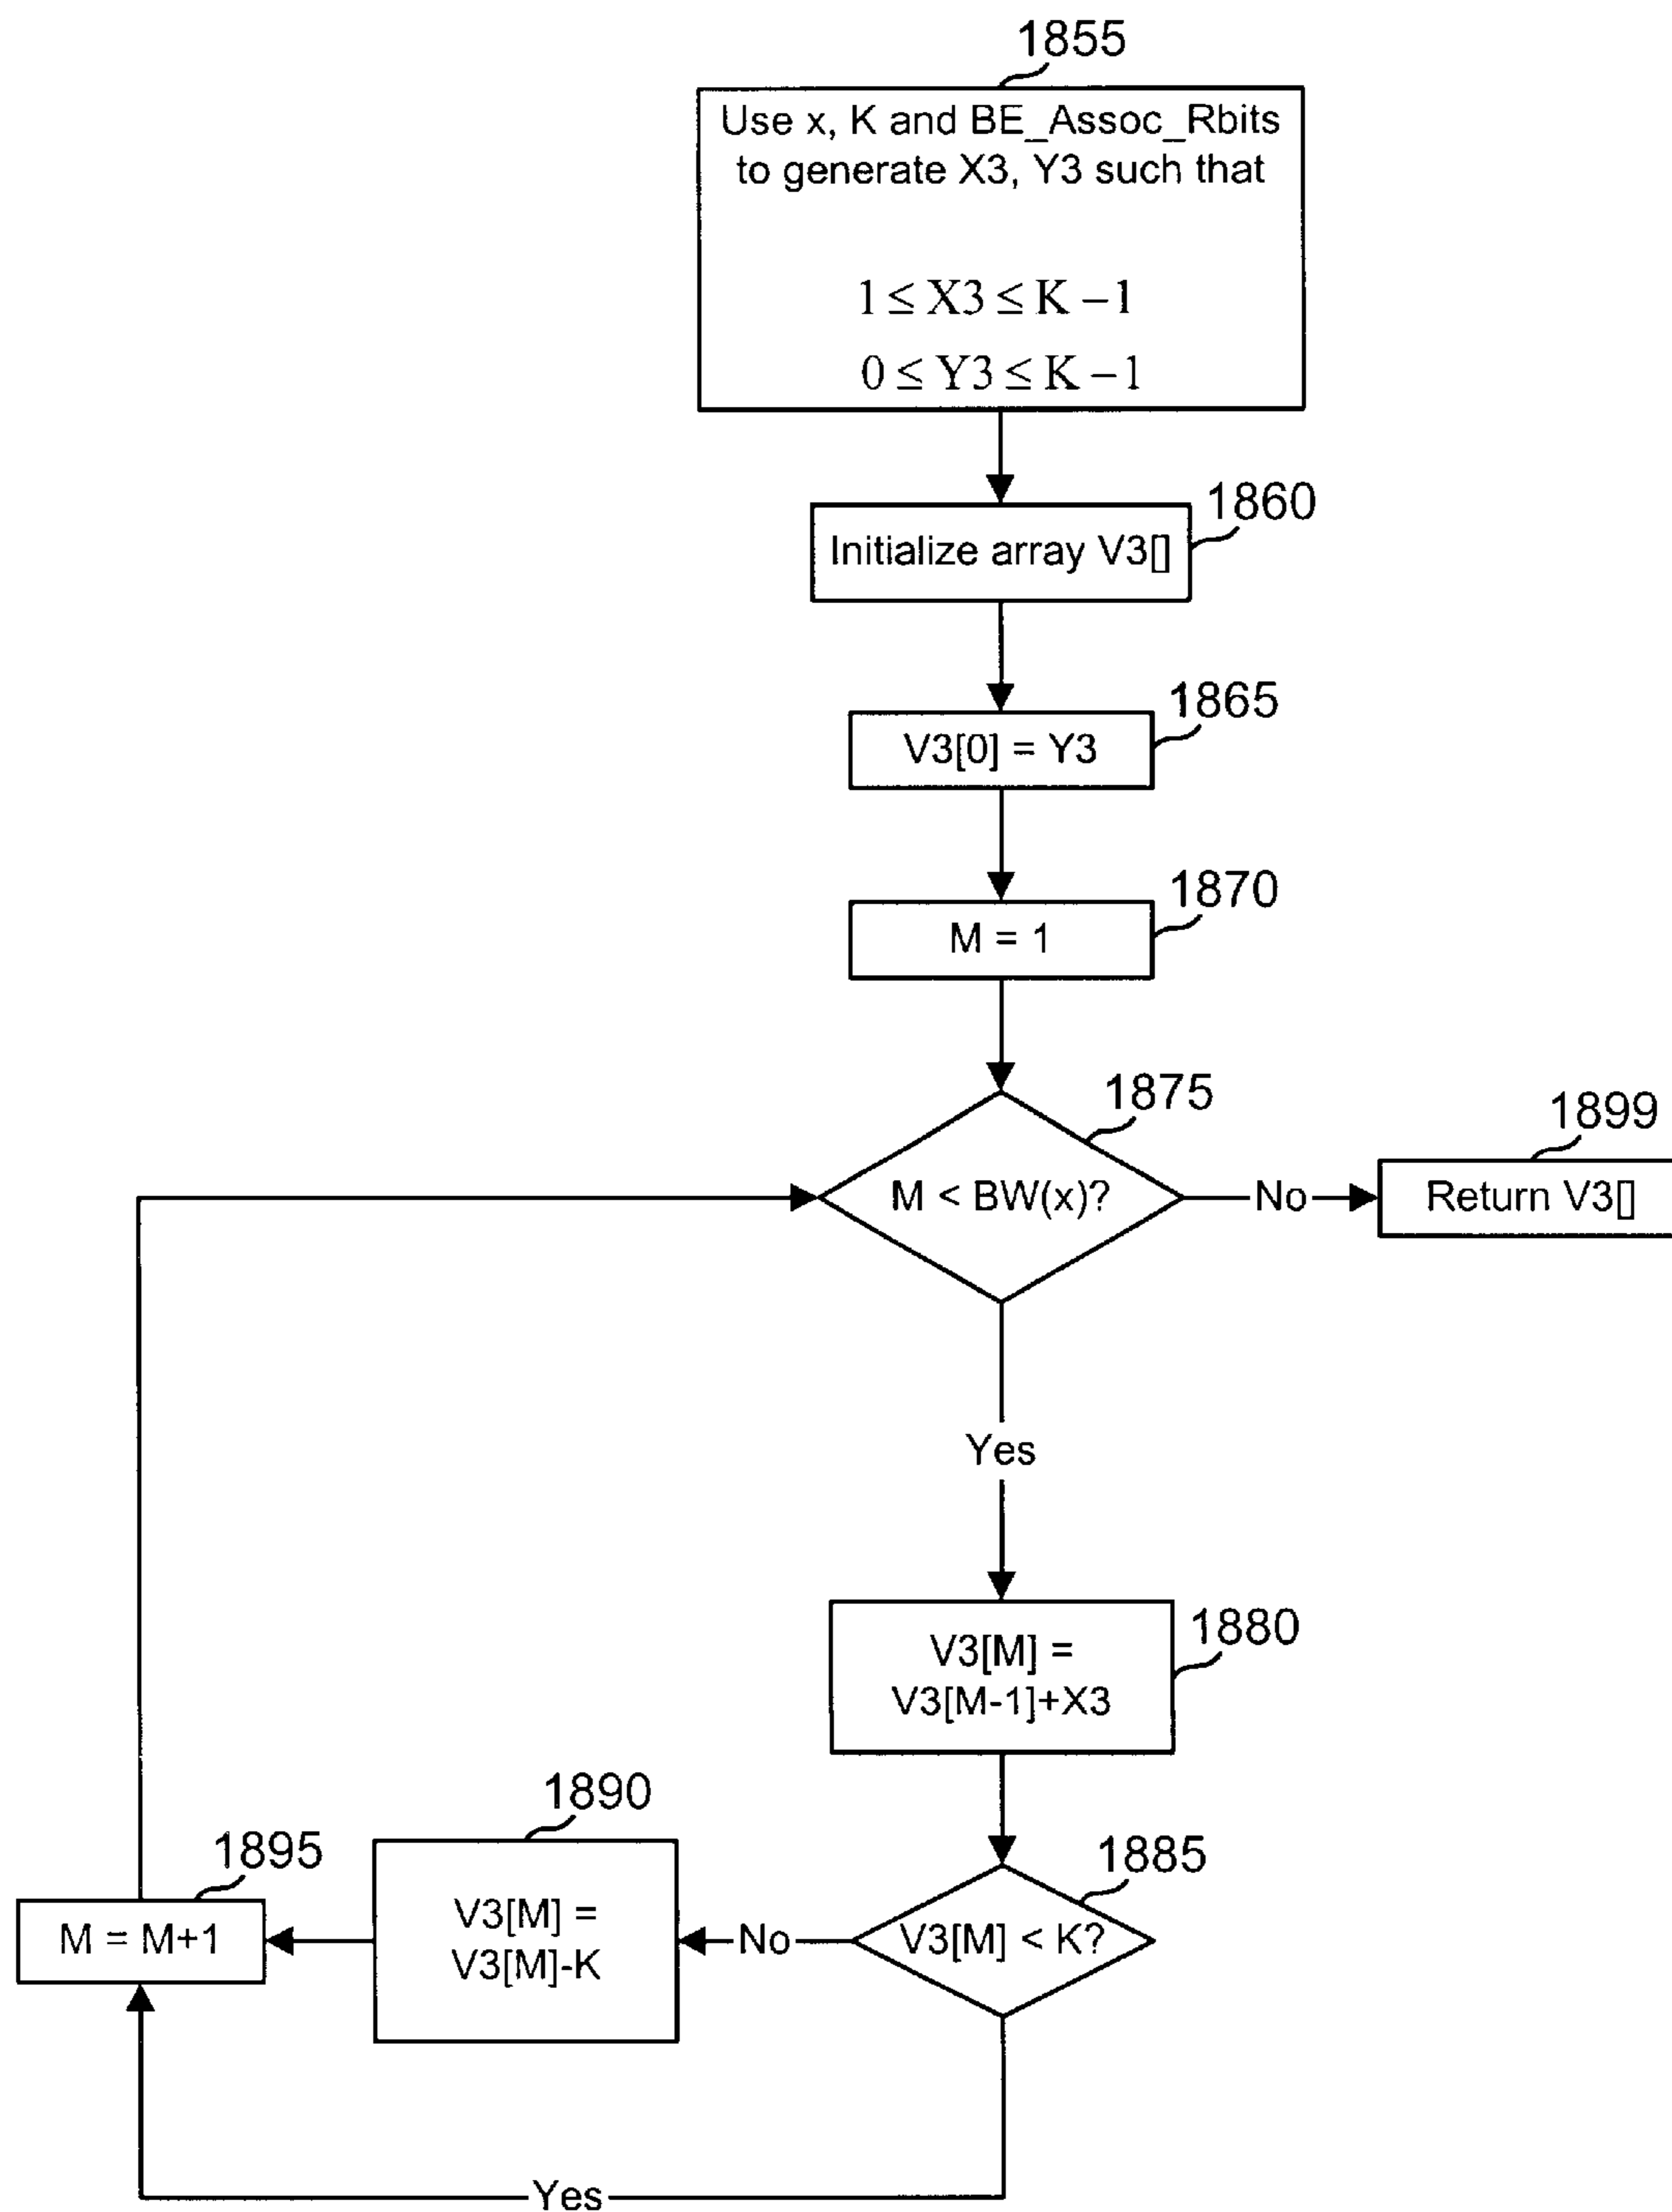 1855
Use x, K and BE_Assoc_Rbits
to generate X3, Y3 such that
1 ≤ X3 ≤ K −1
0 ≤ Y3 ≤ K −1
1860
Initialize array V3[]
1865
V3[0] = Y3
1870
M = 1
1875
M < BW(x)?
No
1899
Return V3[]
Yes
1880
V3[M] =
V3[M-1]+X3
1885
V3[M] < K?
No
1890
V3[M] =
V3[M]-K
1895
M = M+1
Yes